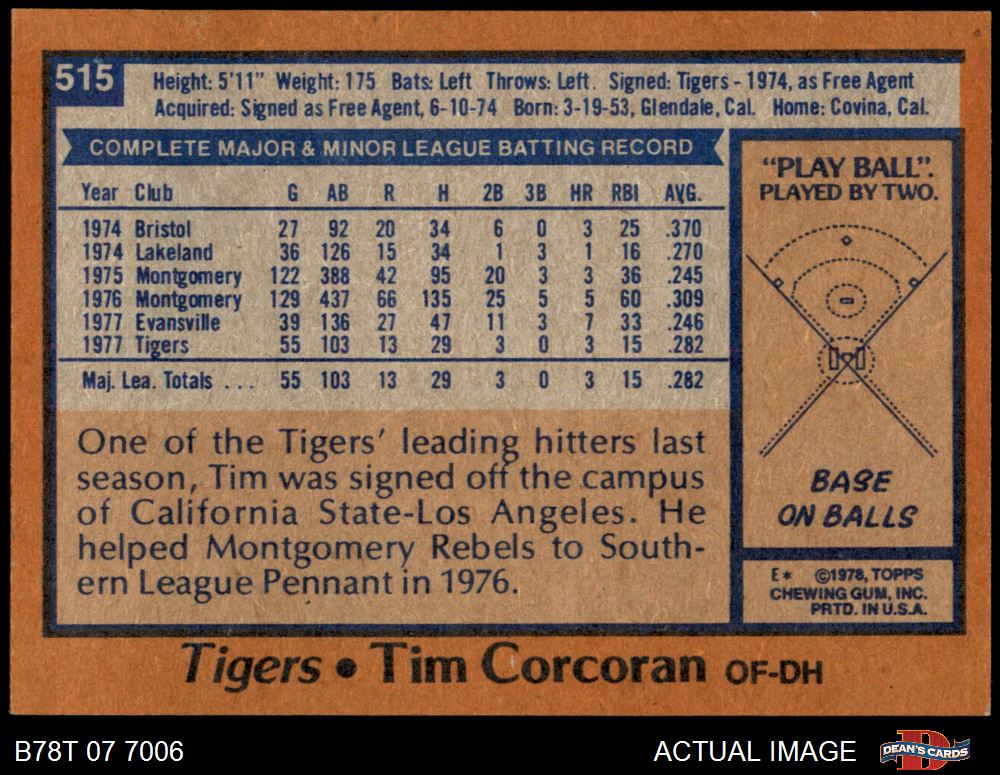 515
Height: 5'11" Weight: 175 Bats: Left Throws: Left. Signed: Tigers - 1974, as Free Agent
Acquired: Signed as Free Agent, 6-10-74 Born: 3-19-53, Glendale, Cal. Home: Covina, Cal.
COMPLETE MAJOR & MINOR LEAGUE BATTING RECORD
Year Club G AB R H 2B 3B HR RBI AVG.
1974 Bristol 27 92 20 34 6 0 3 25 .370
1974 Lakeland 36 126 15 34 1 3 1 16 .270
1975 Montgomery 122 388 42 95 20 3 3 36 .245
1976 Montgomery 129 437 66 135 25 5 5 60 .309
1977 Evansville 39 136 27 47 11 3 7 33 .246
1977 Tigers 55 103 13 29 3 0 3 15 .282
Maj. Lea. Totals . . . 55 103 13 29 3 0 3 15 .282
One of the Tigers' leading hitters last
season, Tim was signed off the campus
of California State-Los Angeles. He
helped Montgomery Rebels to South-
ern League Pennant in 1976.
"PLAY BALL".
PLAYED BY TWO.
BASE
ON BALLS
E* ©1978, TOPPS
CHEWING GUM, INC.
PRTD. IN U.S.A.
Tigers • Tim Corcoran OF-DH
B78T 07 7006
ACTUAL IMAGE
DEAN'S CARDS